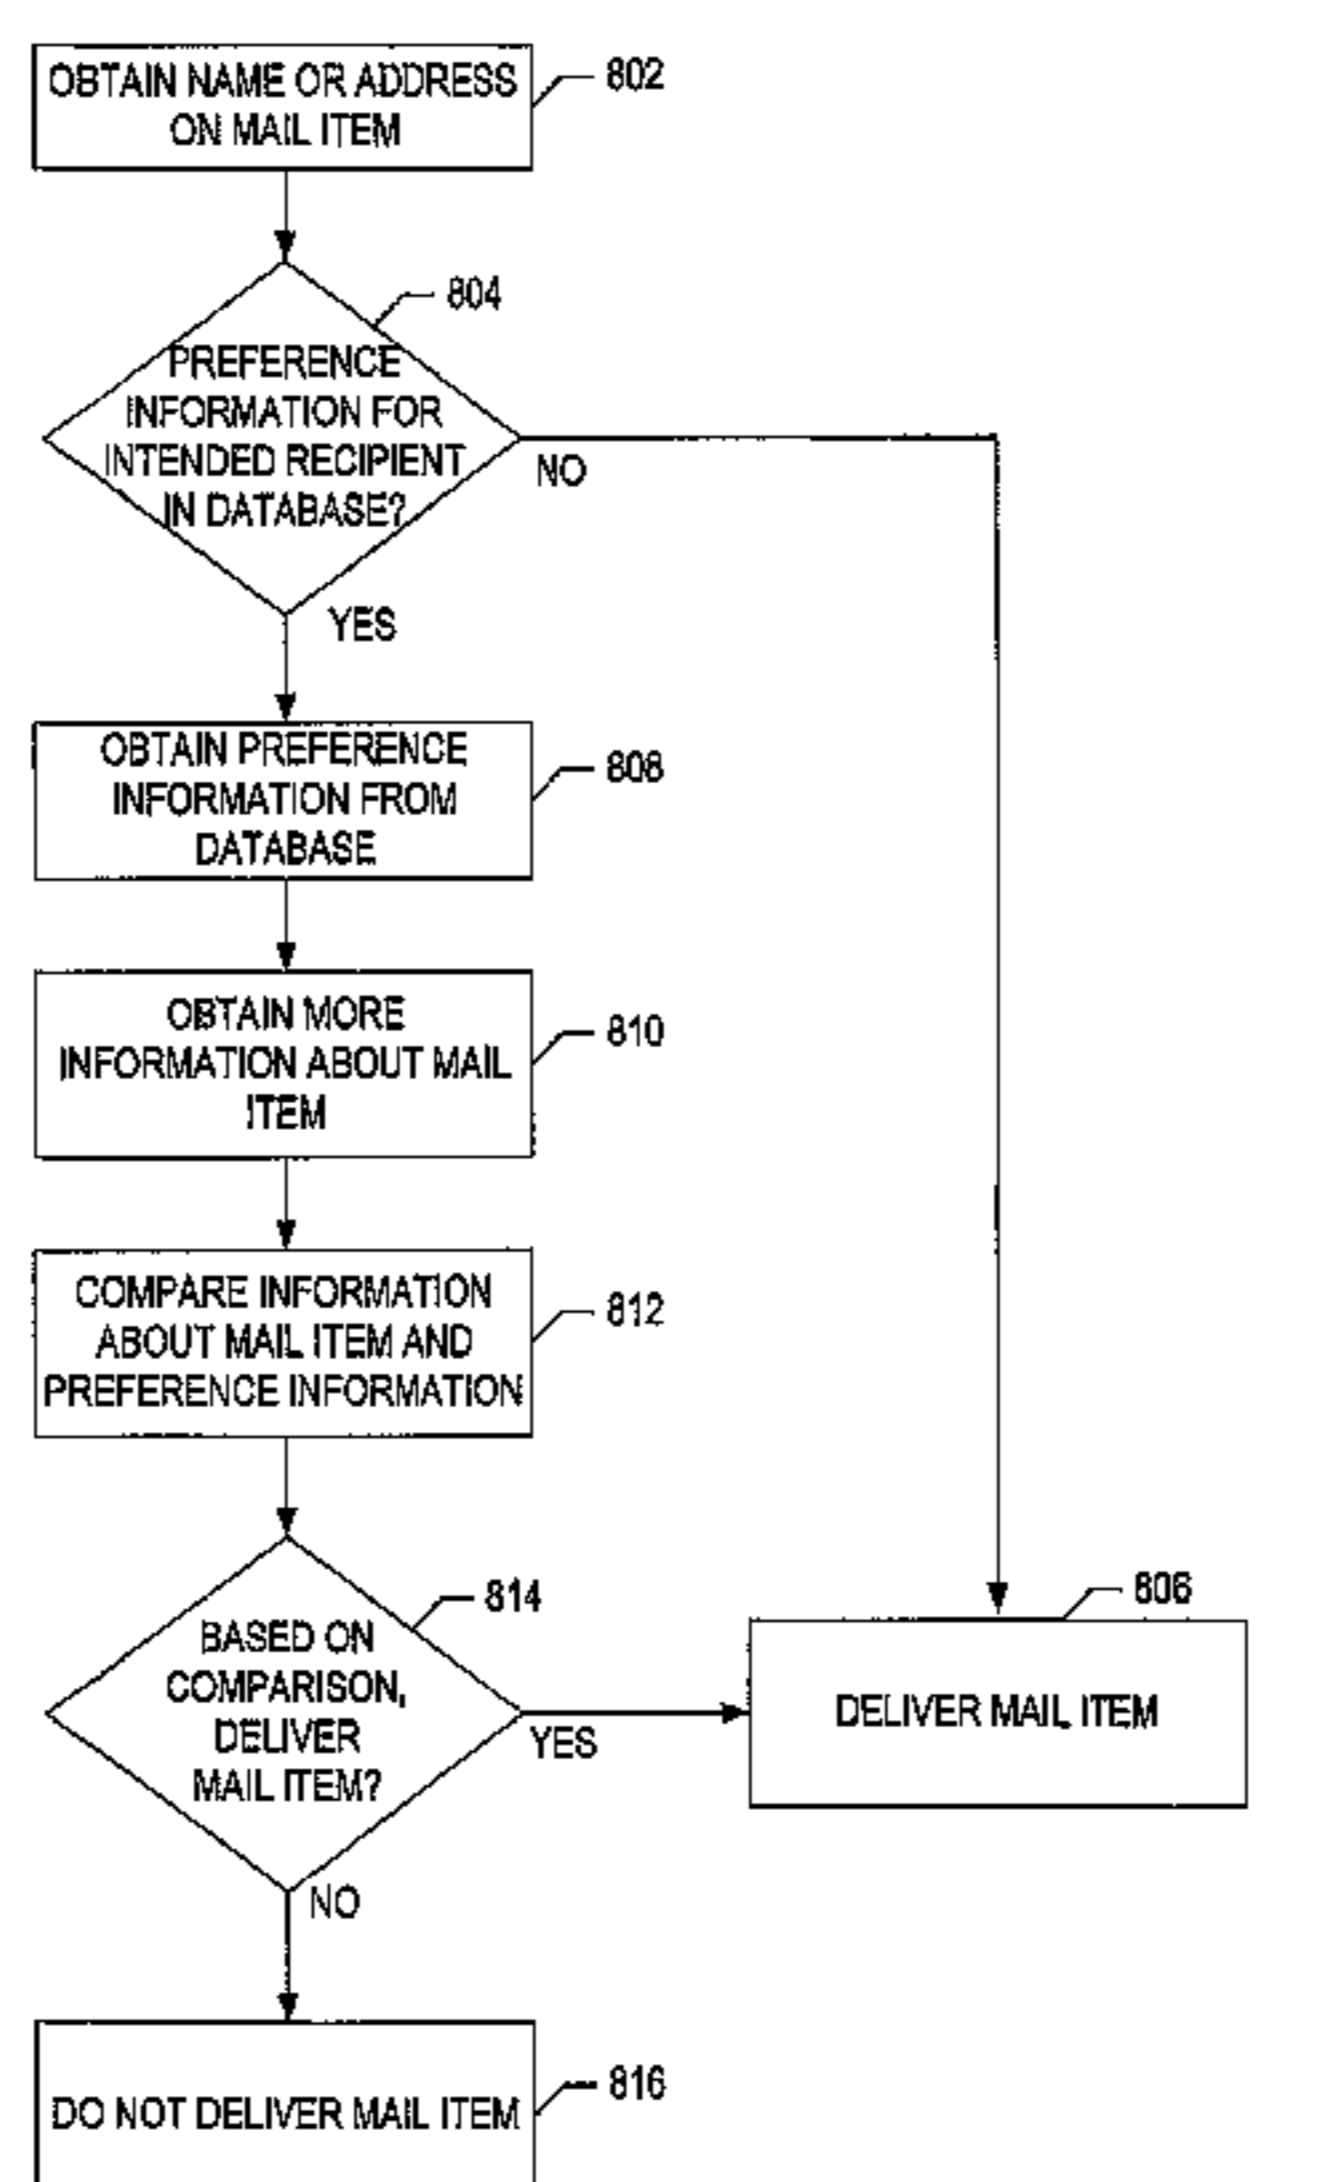 OBTAIN NAME OR ADDRESS
ON MAIL ITEM
802
804
PREFERENCE
INFORMATION FOR
INTENDED RECIPIENT
IN DATABASE?
NO
YES
OBTAIN PREFERENCE
INFORMATION FROM
DATABASE
808
OBTAIN MORE
INFORMATION ABOUT MAIL
ITEM
810
COMPARE INFORMATION
ABOUT MAIL ITEM AND
PREFERENCE INFORMATION
812
814
BASED ON
COMPARISON,
DELIVER
MAIL ITEM?
YES
NO
806
DELIVER MAIL ITEM
DO NOT DELIVER MAIL ITEM
816